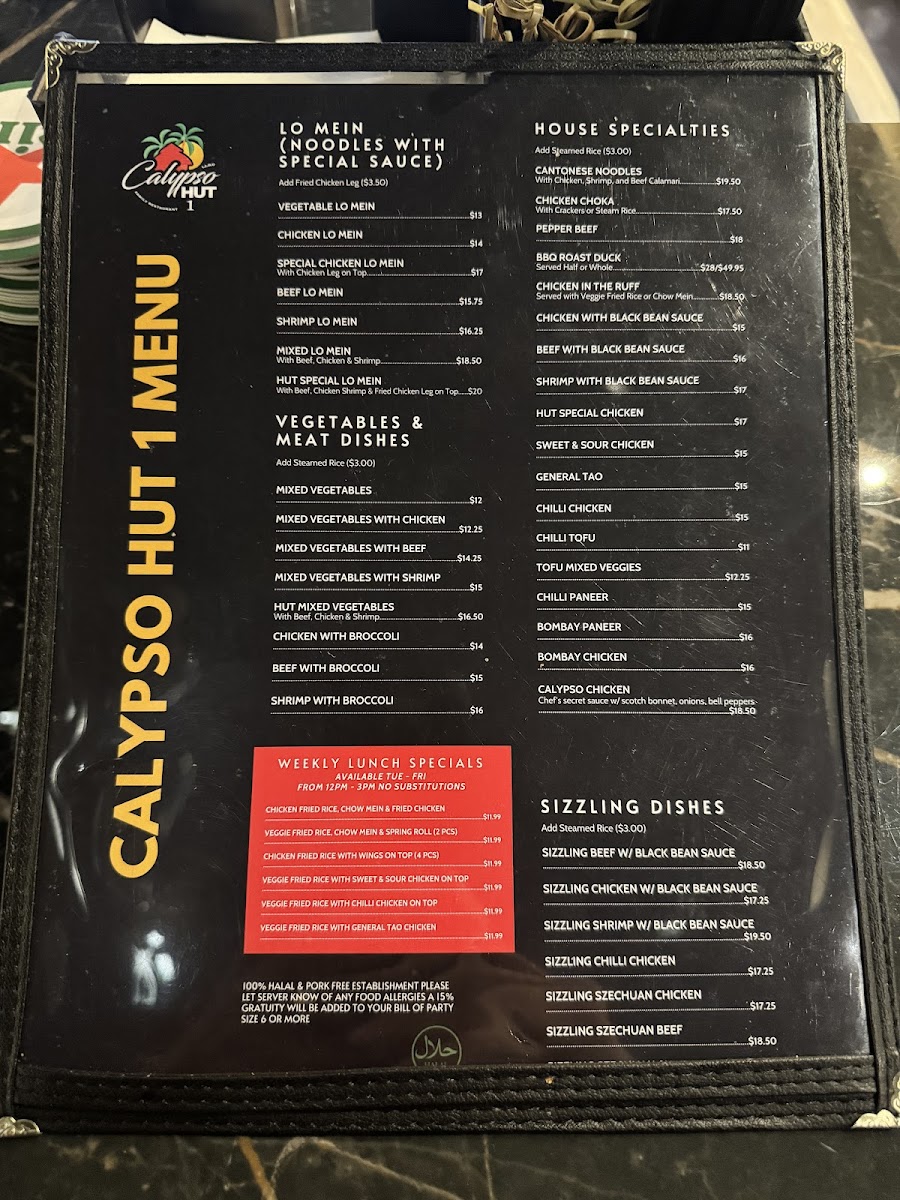 Calypso
HUT
1
CALYPSO HUT 1 MENU
LO MEIN
(NOODLES WITH
SPECIAL SAUCE)
Add Fried Chicken Leg ($3.50)
VEGETABLE LO MEIN
$13
CHICKEN LO MEIN
$14
SPECIAL CHICKEN LO MEIN
With Chicken Leg on Top $17
BEEF LO MEIN
$15.75
SHRIMP LO MEIN
$16.25
MIXED LO MEIN
With Beef, Chicken & Shrimp $18.50
HUT SPECIAL LO MEIN
With Beef, Chicken Shrimp & Fried Chicken Leg on Top.....$20
VEGETABLES &
MEAT DISHES
Add Steamed Rice ($3.00)
MIXED VEGETABLES
$12
MIXED VEGETABLES WITH CHICKEN
$12.25
MIXED VEGETABLES WITH BEEF
$14.25
MIXED VEGETABLES WITH SHRIMP
$15
HUT MIXED VEGETABLES
With Beef, Chicken & Shrimp $16.50
CHICKEN WITH BROCCOLI
$14
BEEF WITH BROCCOLI
$15
SHRIMP WITH BROCCOLI
$16
WEEKLY LUNCH SPECIALS
AVAILABLE TUE - FRI
FROM 12PM - 3PM NO SUBSTITUTIONS
CHICKEN FRIED RICE, CHOW MEIN & FRIED CHICKEN
$11.99
VEGGIE FRIED RICE, CHOW MEIN & SPRING ROLL (2 PCS)
$11.99
CHICKEN FRIED RICE WITH WINGS ON TOP (4 PCS)
$11.99
VEGGIE FRIED RICE WITH SWEET & SOUR CHICKEN ON TOP
$11.99
VEGGIE FRIED RICE WITH CHILLI CHICKEN ON TOP
$11.99
VEGGIE FRIED RICE WITH GENERAL TAO CHICKEN
$11.99
100% HALAL & PORK FREE ESTABLISHMENT PLEASE
LET SERVER KNOW OF ANY FOOD ALLERGIES A 15%
GRATUITY WILL BE ADDED TO YOUR BILL OF PARTY
SIZE 6 OR MORE
حلال
HOUSE SPECIALTIES
Add Steamed Rice ($3.00)
CANTONESE NOODLES
With Chicken, Shrimp, and Beef Calamari $19.50
CHICKEN CHOKA
With Crackers or Steam Rice $17.50
PEPPER BEEF
$18
BBQ ROAST DUCK
Served Half or Whole $28/$49.95
CHICKEN IN THE RUFF
Served with Veggie Fried Rice or Chow Mein $18.50
CHICKEN WITH BLACK BEAN SAUCE
$15
BEEF WITH BLACK BEAN SAUCE
$16
SHRIMP WITH BLACK BEAN SAUCE
$17
HUT SPECIAL CHICKEN
$17
SWEET & SOUR CHICKEN
$15
GENERAL TAO
$15
CHILLI CHICKEN
$15
CHILLI TOFU
$11
TOFU MIXED VEGGIES
$12.25
CHILLI PANEER
$15
BOMBAY PANEER
$16
BOMBAY CHICKEN
$16
CALYPSO CHICKEN
Chef's secret sauce w/ scotch bonnet, onions, bell peppers
$18.50
SIZZLING DISHES
Add Steamed Rice ($3.00)
SIZZLING BEEF W/ BLACK BEAN SAUCE
$18.50
SIZZLING CHICKEN W/ BLACK BEAN SAUCE
$17.25
SIZZLING SHRIMP W/ BLACK BEAN SAUCE
$19.50
SIZZLING CHILLI CHICKEN
$17.25
SIZZLING SZECHUAN CHICKEN
$17.25
SIZZLING SZECHUAN BEEF
$18.50